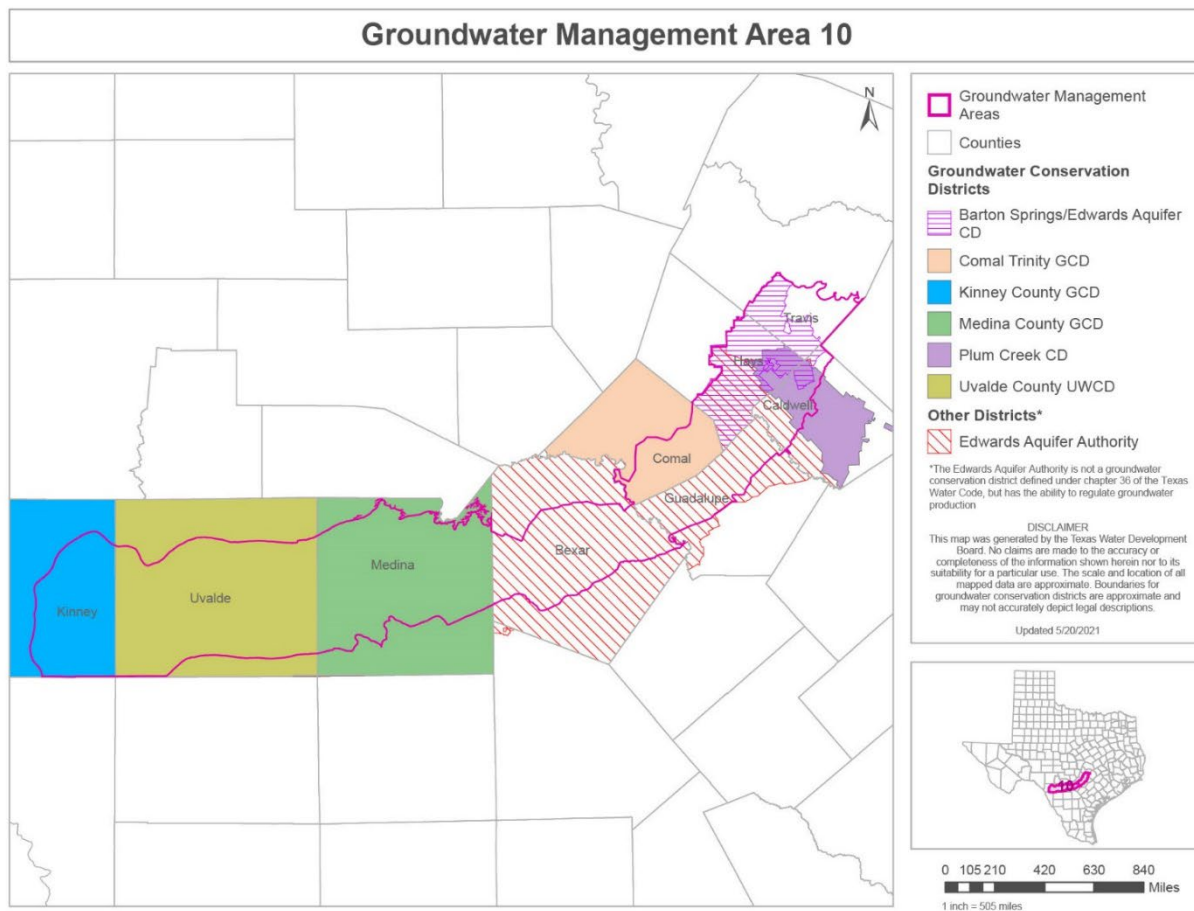 Groundwater Management Area 10
N
Travis
Hays
Caldwell
Comal
Guadalupe
Bexar
Medina
Uvalde
Kinney
Groundwater Management
Areas
Counties
Groundwater Conservation
Districts
Barton Springs/Edwards Aquifer
CD
Comal Trinity GCD
Kinney County GCD
Medina County GCD
Plum Creek CD
Uvalde County UWCD
Other Districts*
Edwards Aquifer Authority
*The Edwards Aquifer Authority is not a groundwater
conservation district defined under chapter 36 of the Texas
Water Code, but has the ability to regulate groundwater
production
DISCLAIMER
This map was generated by the Texas Water Development
Board. No claims are made to the accuracy or
completeness of the information shown herein nor to its
suitability for a particular use. The scale and location of all
mapped data are approximate. Boundaries for
groundwater conservation districts are approximate and
may not accurately depict legal descriptions.
Updated 5/20/2021
10
0 105 210 420 630 840
Miles
1 inch = 505 miles